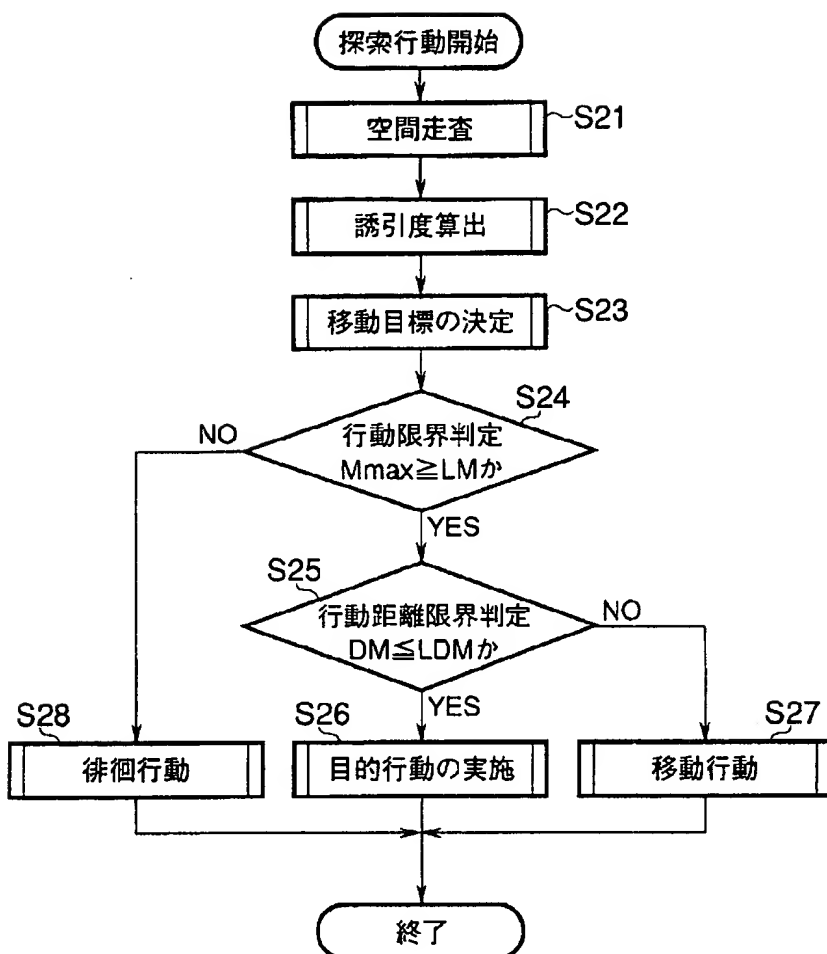 探索行動開始
空間走査
S21
誘引度算出
S22
移動目標の決定
S23
S24
行動限界判定
Mmax≧LMか
NO
YES
S25
行動距離限界判定
DM≦LDMか
NO
YES
S28
徘徊行動
S26
目的行動の実施
S27
移動行動
終了